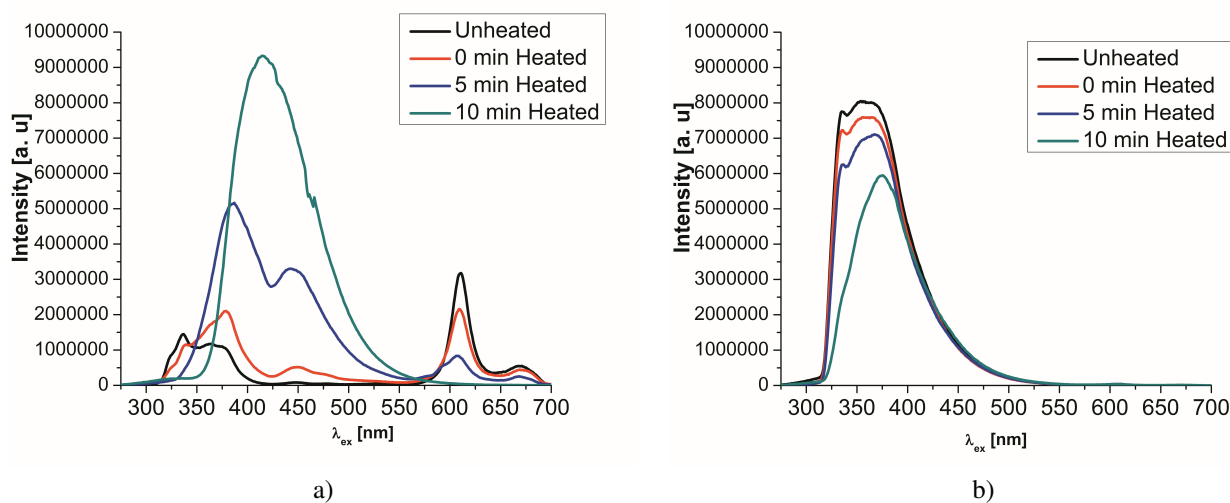 Unheated
0 min Heated
5 min Heated
10 min Heated
10000000
9000000
8000000
7000000
6000000
5000000
4000000
3000000
2000000
1000000
0
Intensity [a. u]
300 350 400 450 500 550 600 650 700
λex [nm]
a)
Unheated
0 min Heated
5 min Heated
10 min Heated
10000000
9000000
8000000
7000000
6000000
5000000
4000000
3000000
2000000
1000000
0
Intensity [a. u]
300 350 400 450 500 550 600 650 700
λex [nm]
b)